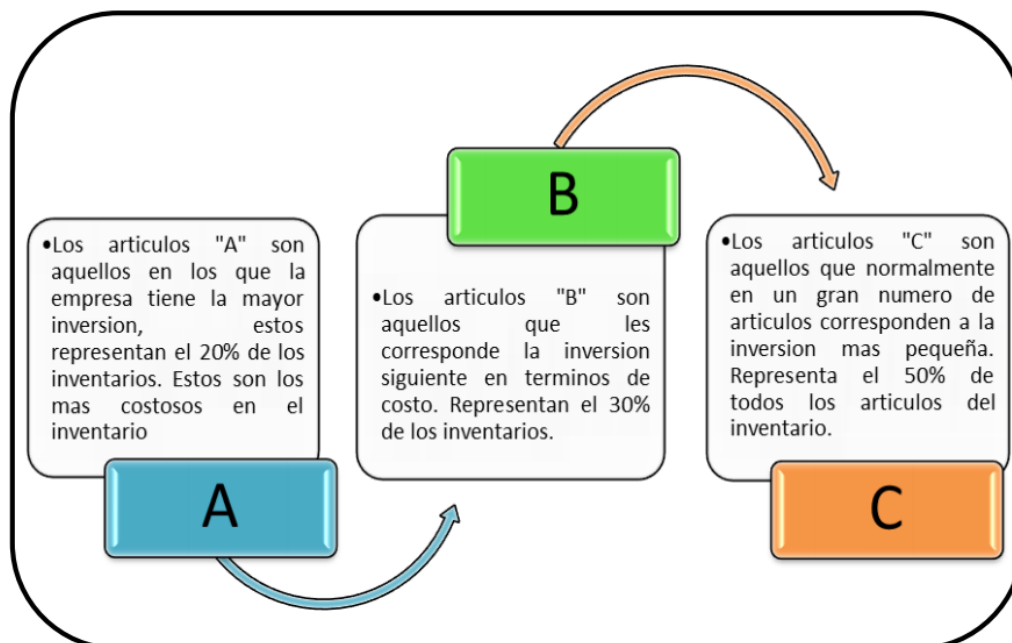 •Los articulos "A" son
aquellos en los que la
empresa tiene la mayor
inversion, estos
representan el 20% de los
inventarios. Estos son los
mas costosos en el
inventario
A
B
•Los articulos "B" son
aquellos que les
corresponde la inversion
siguiente en terminos de
costo. Representan el 30%
de los inventarios.
•Los articulos "C" son
aquellos que normalmente
en un gran numero de
articulos corresponden a la
inversion mas pequeña.
Representa el 50% de
todos los articulos del
inventario.
C